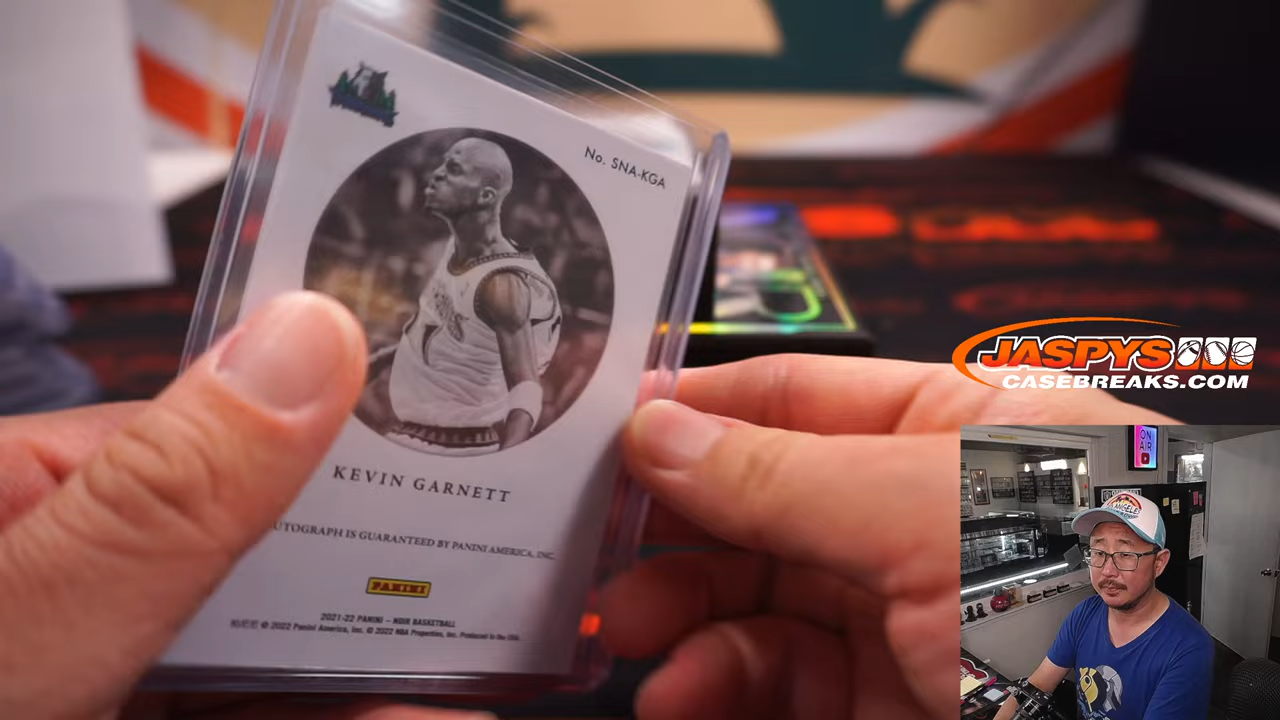 No. SNA-KGA
KEVIN GARNETT
UTOGRAPH IS GUARANTEED BY PANINI AMERICA, INC.
PANINI
2021-22 PANINI – NOIR BASKETBALL
© 2022 Panini America, Inc. © 2022 NBA Properties, Inc. Produced in the USA.
JASPYS
CASEBREAKS.COM
ON
AIR